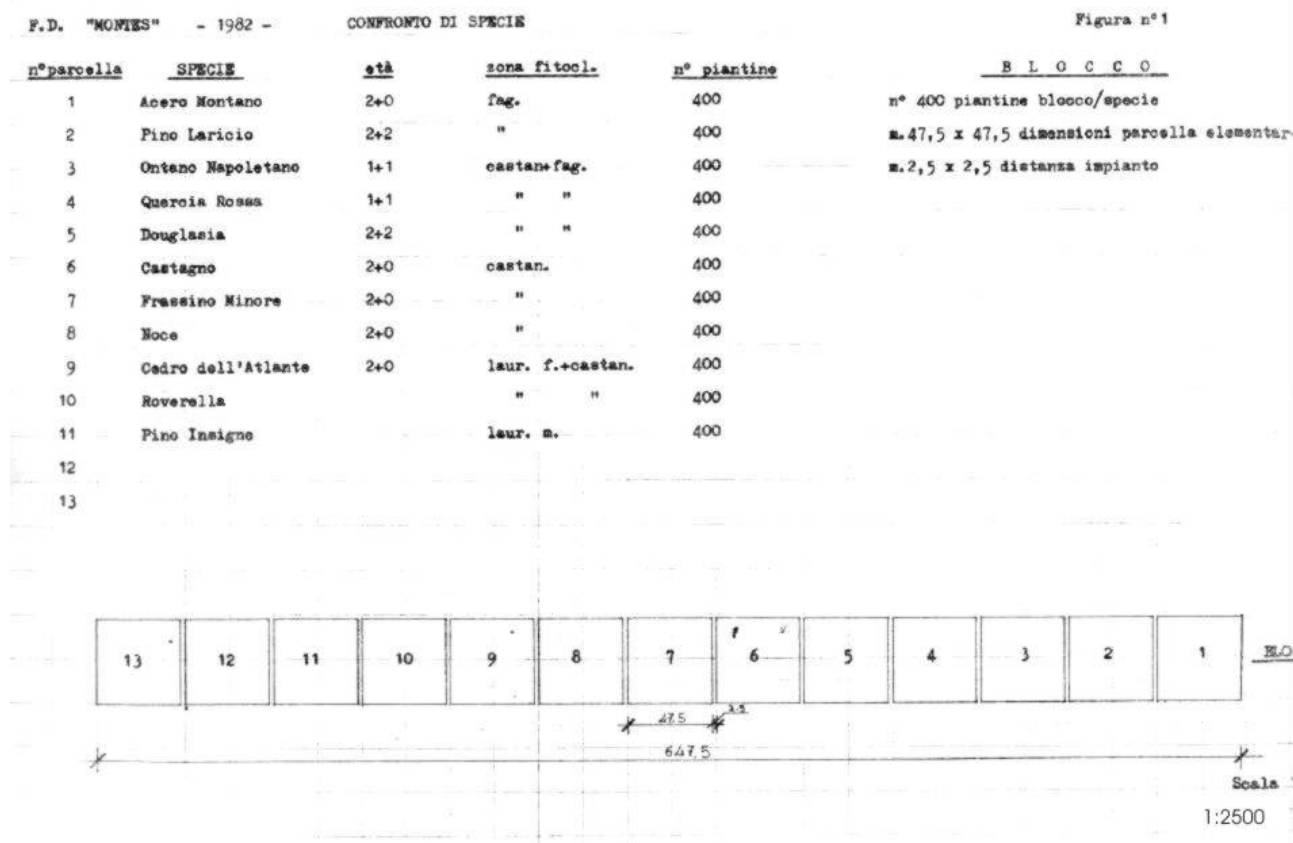 F.D. "MONTES" - 1982 - CONFRONTO DI SPECIE Figura n°1
n°parcella SPECIE età zona fitocl. n° piantine B L O C C O
1 Acero Montano 2+0 fag. 400 n° 400 piantine blocco/specie
2 Pino Laricio 2+2 " 400 m.47,5 x 47,5 dimensioni parcella elementar
3 Ontano Napoletano 1+1 castan+fag. 400 m.2,5 x 2,5 distanza impianto
4 Quercia Rossa 1+1 " " 400
5 Douglasia 2+2 " " 400
6 Castagno 2+0 castan. 400
7 Frassino Minore 2+0 " 400
8 Noce 2+0 " 400
9 Cedro dell'Atlante 2+0 laur. f.+castan. 400
10 Roverella " " 400
11 Pino Insigne laur. m. 400
12
13
13 12 11 10 9 8 7 6 5 4 3 2 1 BLO
47.5 2.5
647,5
Scala
1:2500